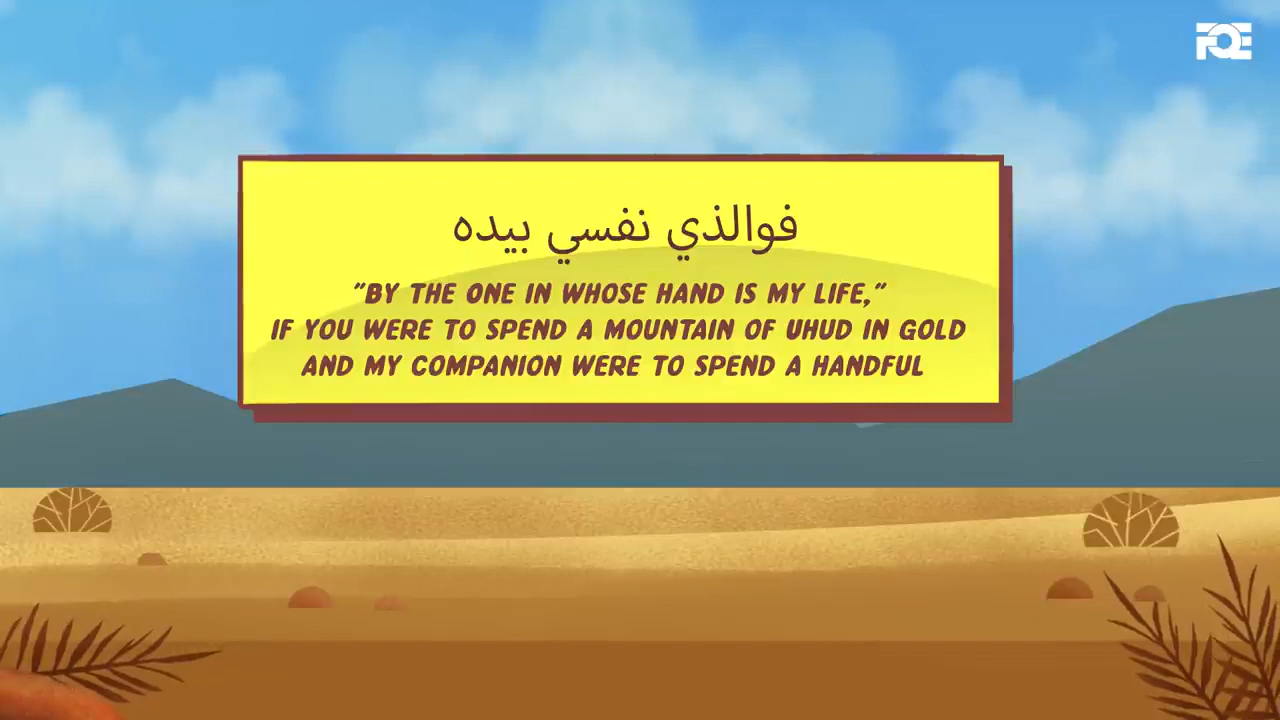 FQE
فوالذي نفسي بيده
"BY THE ONE IN WHOSE HAND IS MY LIFE,"
IF YOU WERE TO SPEND A MOUNTAIN OF UHUD IN GOLD
AND MY COMPANION WERE TO SPEND A HANDFUL